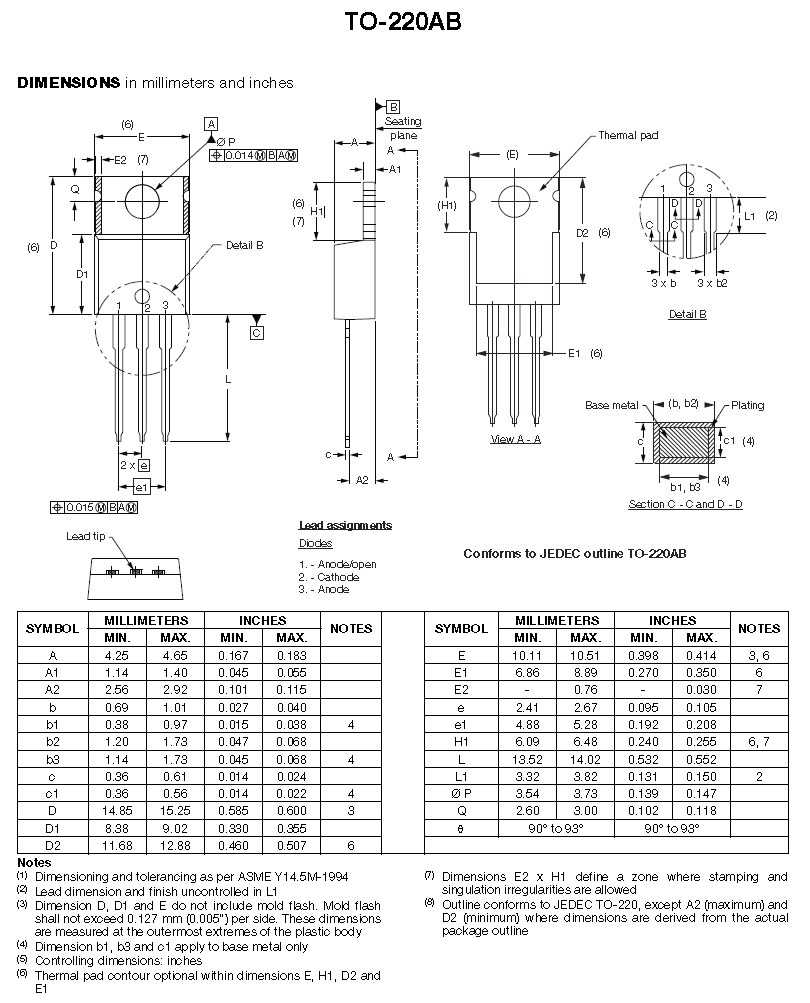 TO-220AB
DIMENSIONS in millimeters and inches
(6)
E
E2 (7)
A
Ø P
0.014 Ⓜ B A Ⓜ
Q
(6) D
D1
Detail B
1 2 3
C
L
2 x e
e1
0.015 Ⓜ B A Ⓜ
Lead tip
B
Seating
plane
A
A
A1
(6)
(7)
H1
c
A
A2
Lead assignments
Diodes
1. - Anode/open
2. - Cathode
3. - Anode
(E)
Thermal pad
(H1)
D2 (6)
E1 (6)
View A - A
1 2 3
D D
C C
L1 (2)
3 x b 3 x b2
Detail B
Base metal (b, b2) Plating
c
c1 (4)
b1, b3 (4)
Section C - C and D - D
Conforms to JEDEC outline TO-220AB
SYMBOL MILLIMETERS INCHES NOTES
MIN. MAX. MIN. MAX.
A 4.25 4.65 0.167 0.183
A1 1.14 1.40 0.045 0.055
A2 2.56 2.92 0.101 0.115
b 0.69 1.01 0.027 0.040
b1 0.38 0.97 0.015 0.038 4
b2 1.20 1.73 0.047 0.068
b3 1.14 1.73 0.045 0.068 4
c 0.36 0.61 0.014 0.024
c1 0.36 0.56 0.014 0.022 4
D 14.85 15.25 0.585 0.600 3
D1 8.38 9.02 0.330 0.355
D2 11.68 12.88 0.460 0.507 6
SYMBOL MILLIMETERS INCHES NOTES
MIN. MAX. MIN. MAX.
E 10.11 10.51 0.398 0.414 3, 6
E1 6.86 8.89 0.270 0.350 6
E2 - 0.76 - 0.030 7
e 2.41 2.67 0.095 0.105
e1 4.88 5.28 0.192 0.208
H1 6.09 6.48 0.240 0.255 6, 7
L 13.52 14.02 0.532 0.552
L1 3.32 3.82 0.131 0.150 2
Ø P 3.54 3.73 0.139 0.147
Q 2.60 3.00 0.102 0.118
θ 90° to 93° 90° to 93°
Notes
(1) Dimensioning and tolerancing as per ASME Y14.5M-1994
(2) Lead dimension and finish uncontrolled in L1
(3) Dimension D, D1 and E do not include mold flash. Mold flash
shall not exceed 0.127 mm (0.005") per side. These dimensions
are measured at the outermost extremes of the plastic body
(4) Dimension b1, b3 and c1 apply to base metal only
(5) Controlling dimensions: inches
(6) Thermal pad contour optional within dimensions E, H1, D2 and
E1
(7) Dimensions E2 x H1 define a zone where stamping and
singulation irregularities are allowed
(8) Outline conforms to JEDEC TO-220, except A2 (maximum) and
D2 (minimum) where dimensions are derived from the actual
package outline